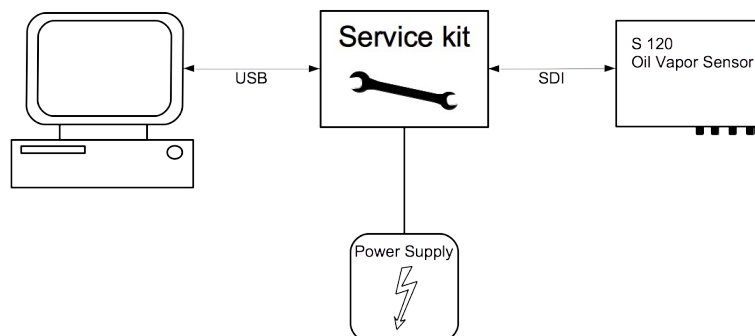 Service kit
S 120
Oil Vapor Sensor
USB
SDI
Power Supply